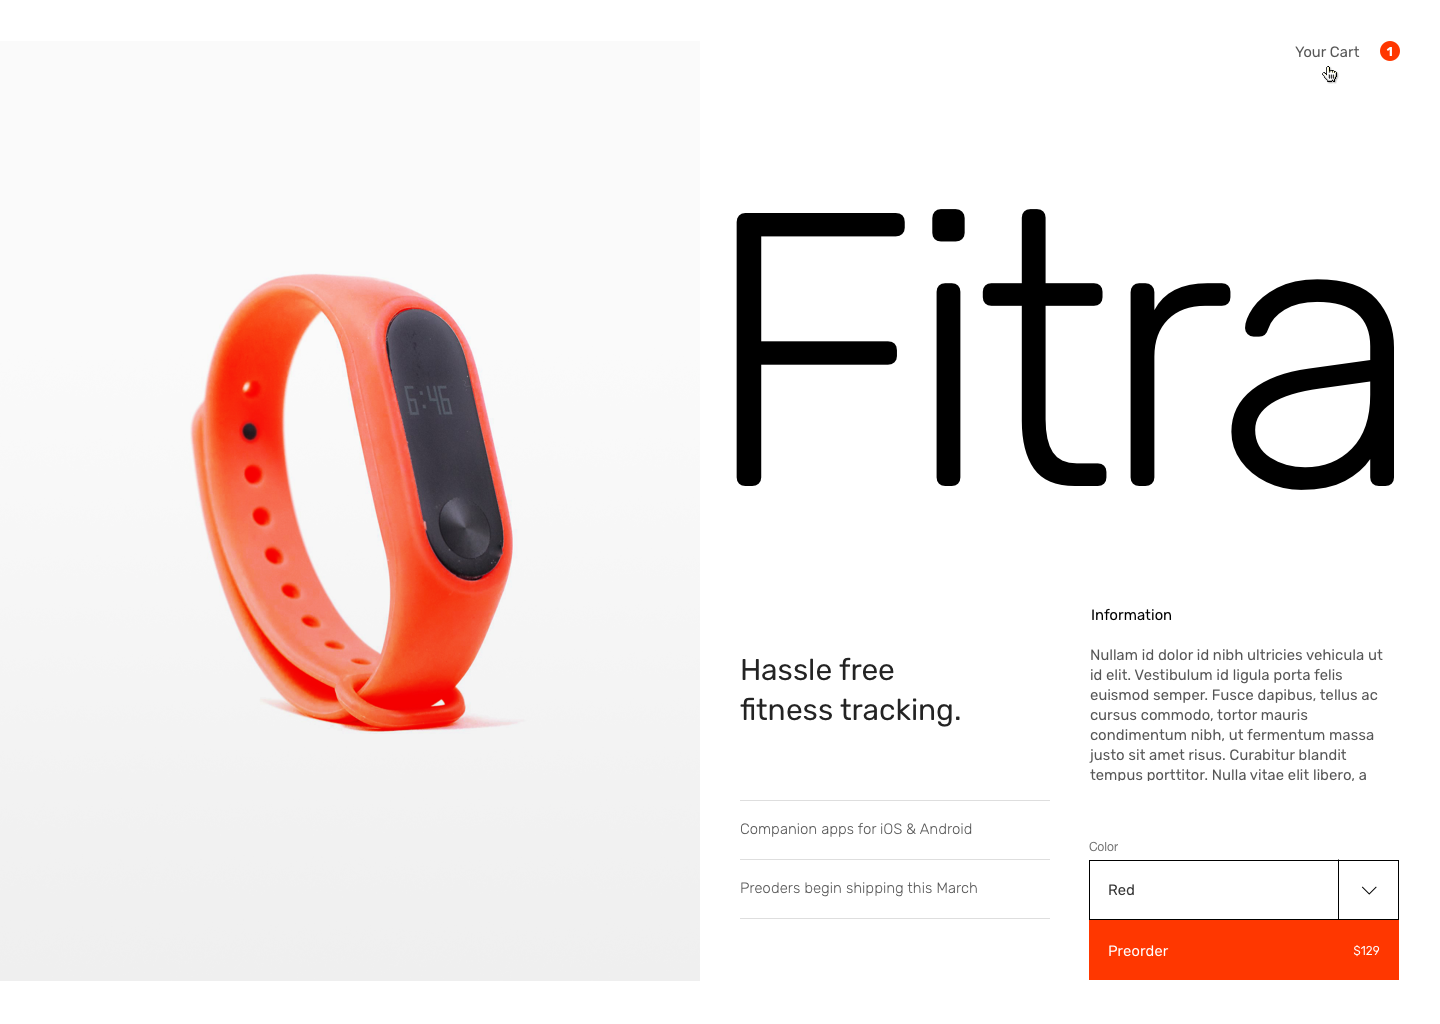 Your Cart 1
6:46
Fitra
Hassle free
fitness tracking.
Companion apps for iOS & Android
Preoders begin shipping this March
Information
Nullam id dolor id nibh ultricies vehicula ut
id elit. Vestibulum id ligula porta felis
euismod semper. Fusce dapibus, tellus ac
cursus commodo, tortor mauris
condimentum nibh, ut fermentum massa
justo sit amet risus. Curabitur blandit
tempus porttitor. Nulla vitae elit libero, a
Color
Red
Preorder $129